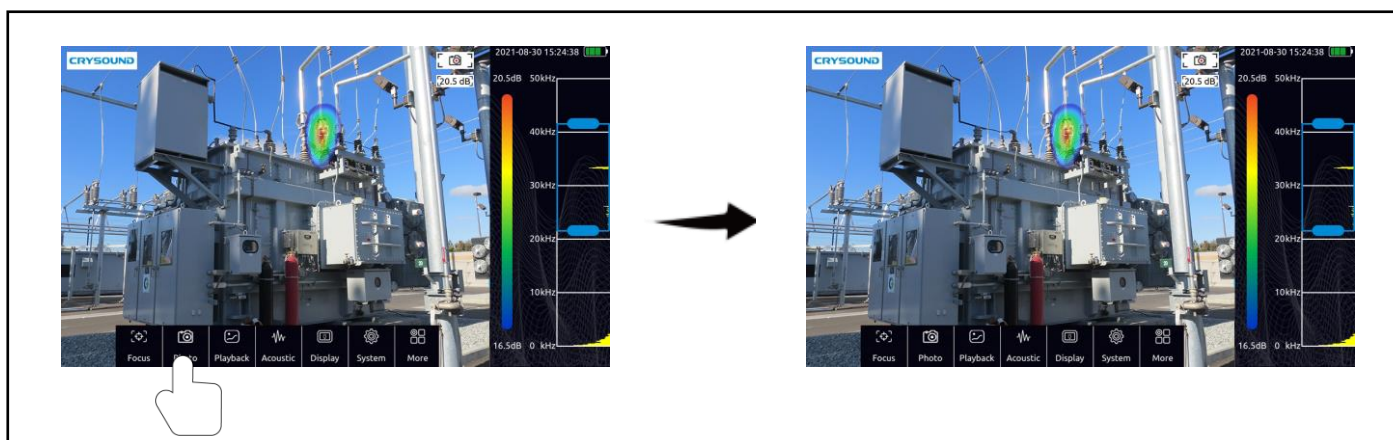 CRYSOUND
20.5 dB
2021-08-30 15:24:38
20.5dB 50kHz
40kHz
30kHz
20kHz
10kHz
16.5dB 0 kHz
Focus Photo Playback Acoustic Display System More
CRYSOUND
20.5 dB
2021-08-30 15:24:38
20.5dB 50kHz
40kHz
30kHz
20kHz
10kHz
16.5dB 0 kHz
Focus Photo Playback Acoustic Display System More